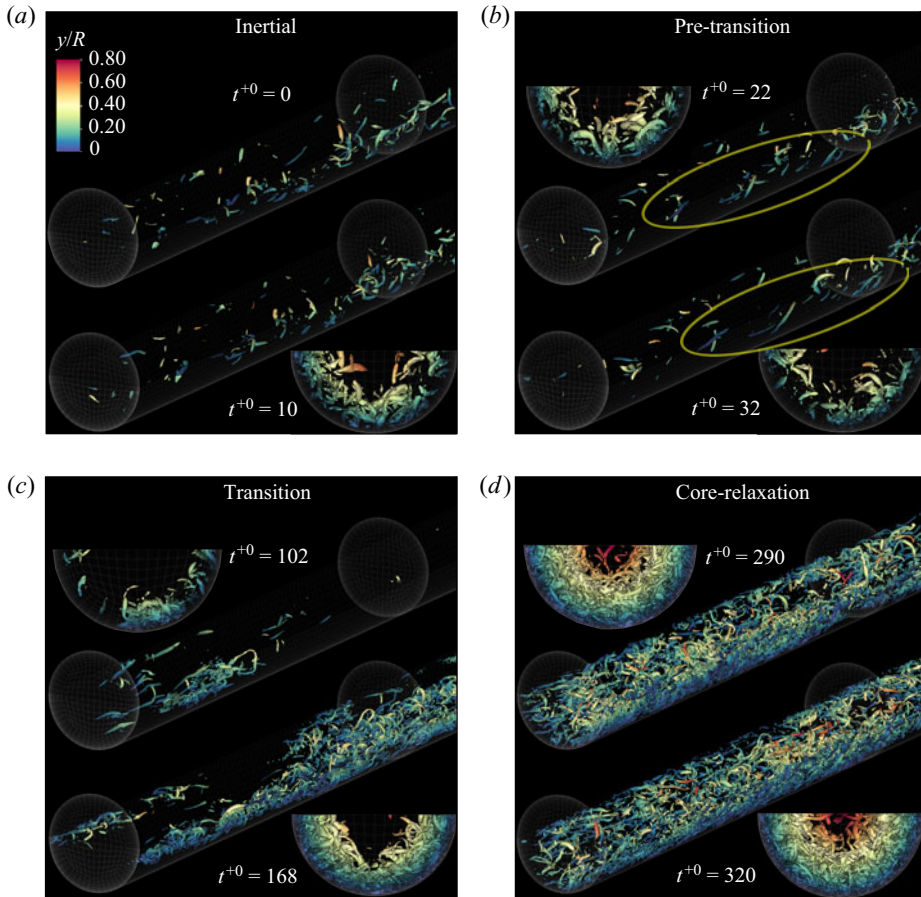 (a)
Inertial
y/R
0.80
0.60
0.40
0.20
0
t+0 = 0
t+0 = 10
(b)
Pre-transition
t+0 = 22
t+0 = 32
(c)
Transition
t+0 = 102
t+0 = 168
(d)
Core-relaxation
t+0 = 290
t+0 = 320